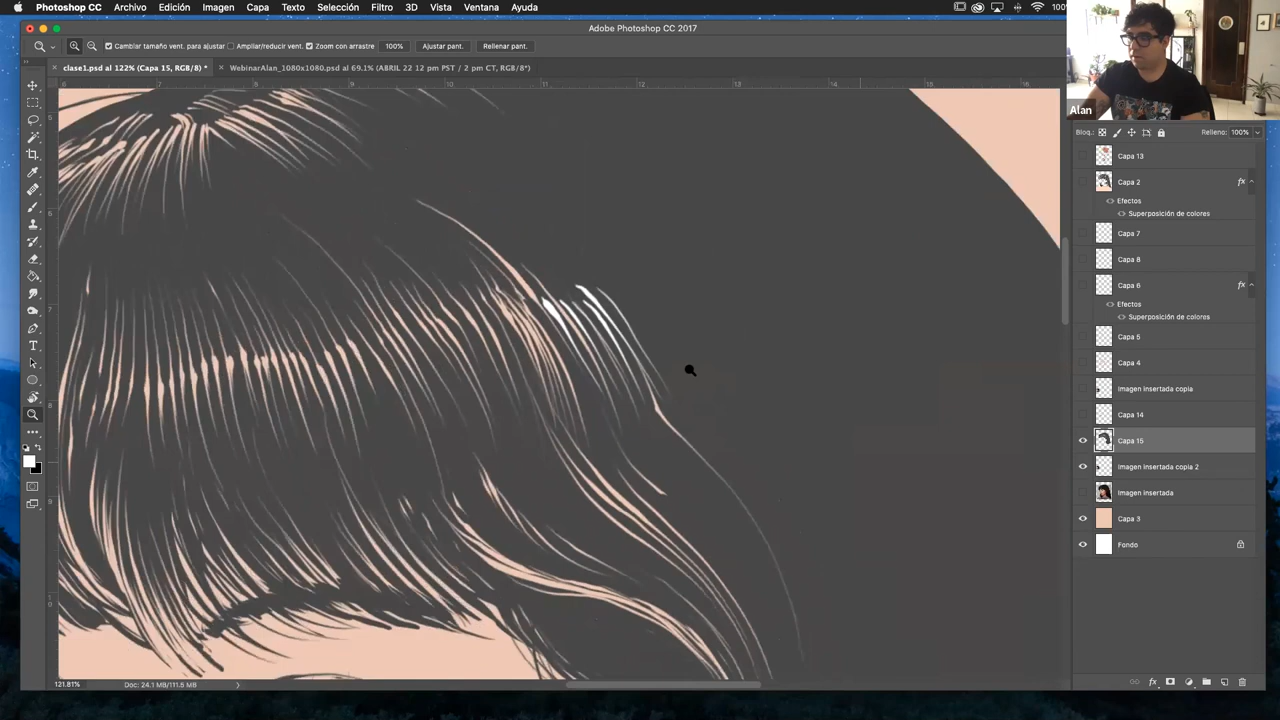 Photoshop CC Archivo Edición Imagen Capa Texto Selección Filtro 3D Vista Ventana Ayuda
Adobe Photoshop CC 2017
Cambiar tamaño vent. para ajustar Ampliar/reducir vent. Zoom con arrastre 100% Ajustar pant. Rellenar pant.
clase1.psd al 122% (Capa 15, RGB/8) * WebinarAlan_1080x1080.psd al 69.1% (ABRIL 22 12 pm PST / 2 pm CT, RGB/8*)
Alan
Bloq.: Relleno: 100%
Capa 13
Capa 2 fx
Efectos
Superposición de colores
Capa 7
Capa 8
Capa 6 fx
Efectos
Superposición de colores
Capa 5
Capa 4
Imagen insertada copia
Capa 14
Capa 15
Imagen insertada copia 2
Imagen insertada
Capa 3
Fondo
121.81% Doc: 24.1 MB/111.5 MB